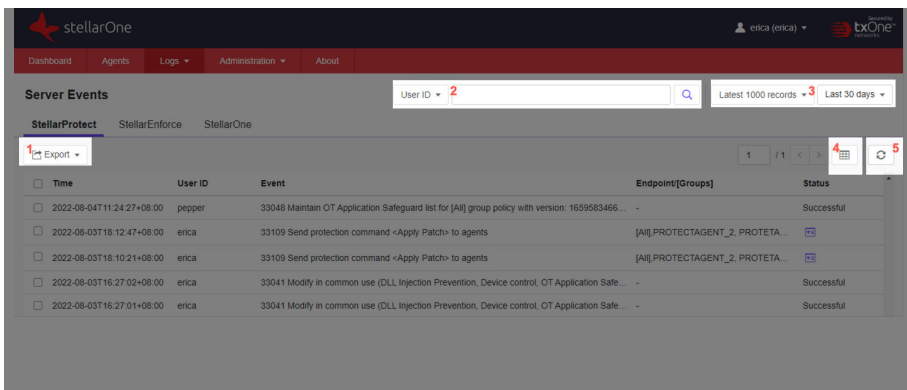 stellarOne
erica (erica)
Secured by
txOne
networks
Dashboard Agents Logs Administration About
Server Events
User ID 2
Latest 1000 records 3 Last 30 days
StellarProtect StellarEnforce StellarOne
1 Export
1 / 1 < > 4 5
Time User ID Event Endpoint/[Groups] Status
2022-08-04T11:24:27+08:00 pepper 33048 Maintain OT Application Safeguard list for [All] group policy with version: 1659583466... - Successful
2022-08-03T18:12:47+08:00 erica 33109 Send protection command <Apply Patch> to agents [All],PROTECTAGENT_2, PROTETA...
2022-08-03T18:10:21+08:00 erica 33109 Send protection command <Apply Patch> to agents [All],PROTECTAGENT_2, PROTETA...
2022-08-03T16:27:02+08:00 erica 33041 Modify in common use (DLL Injection Prevention, Device control, OT Application Safe... - Successful
2022-08-03T16:27:01+08:00 erica 33041 Modify in common use (DLL Injection Prevention, Device control, OT Application Safe... - Successful